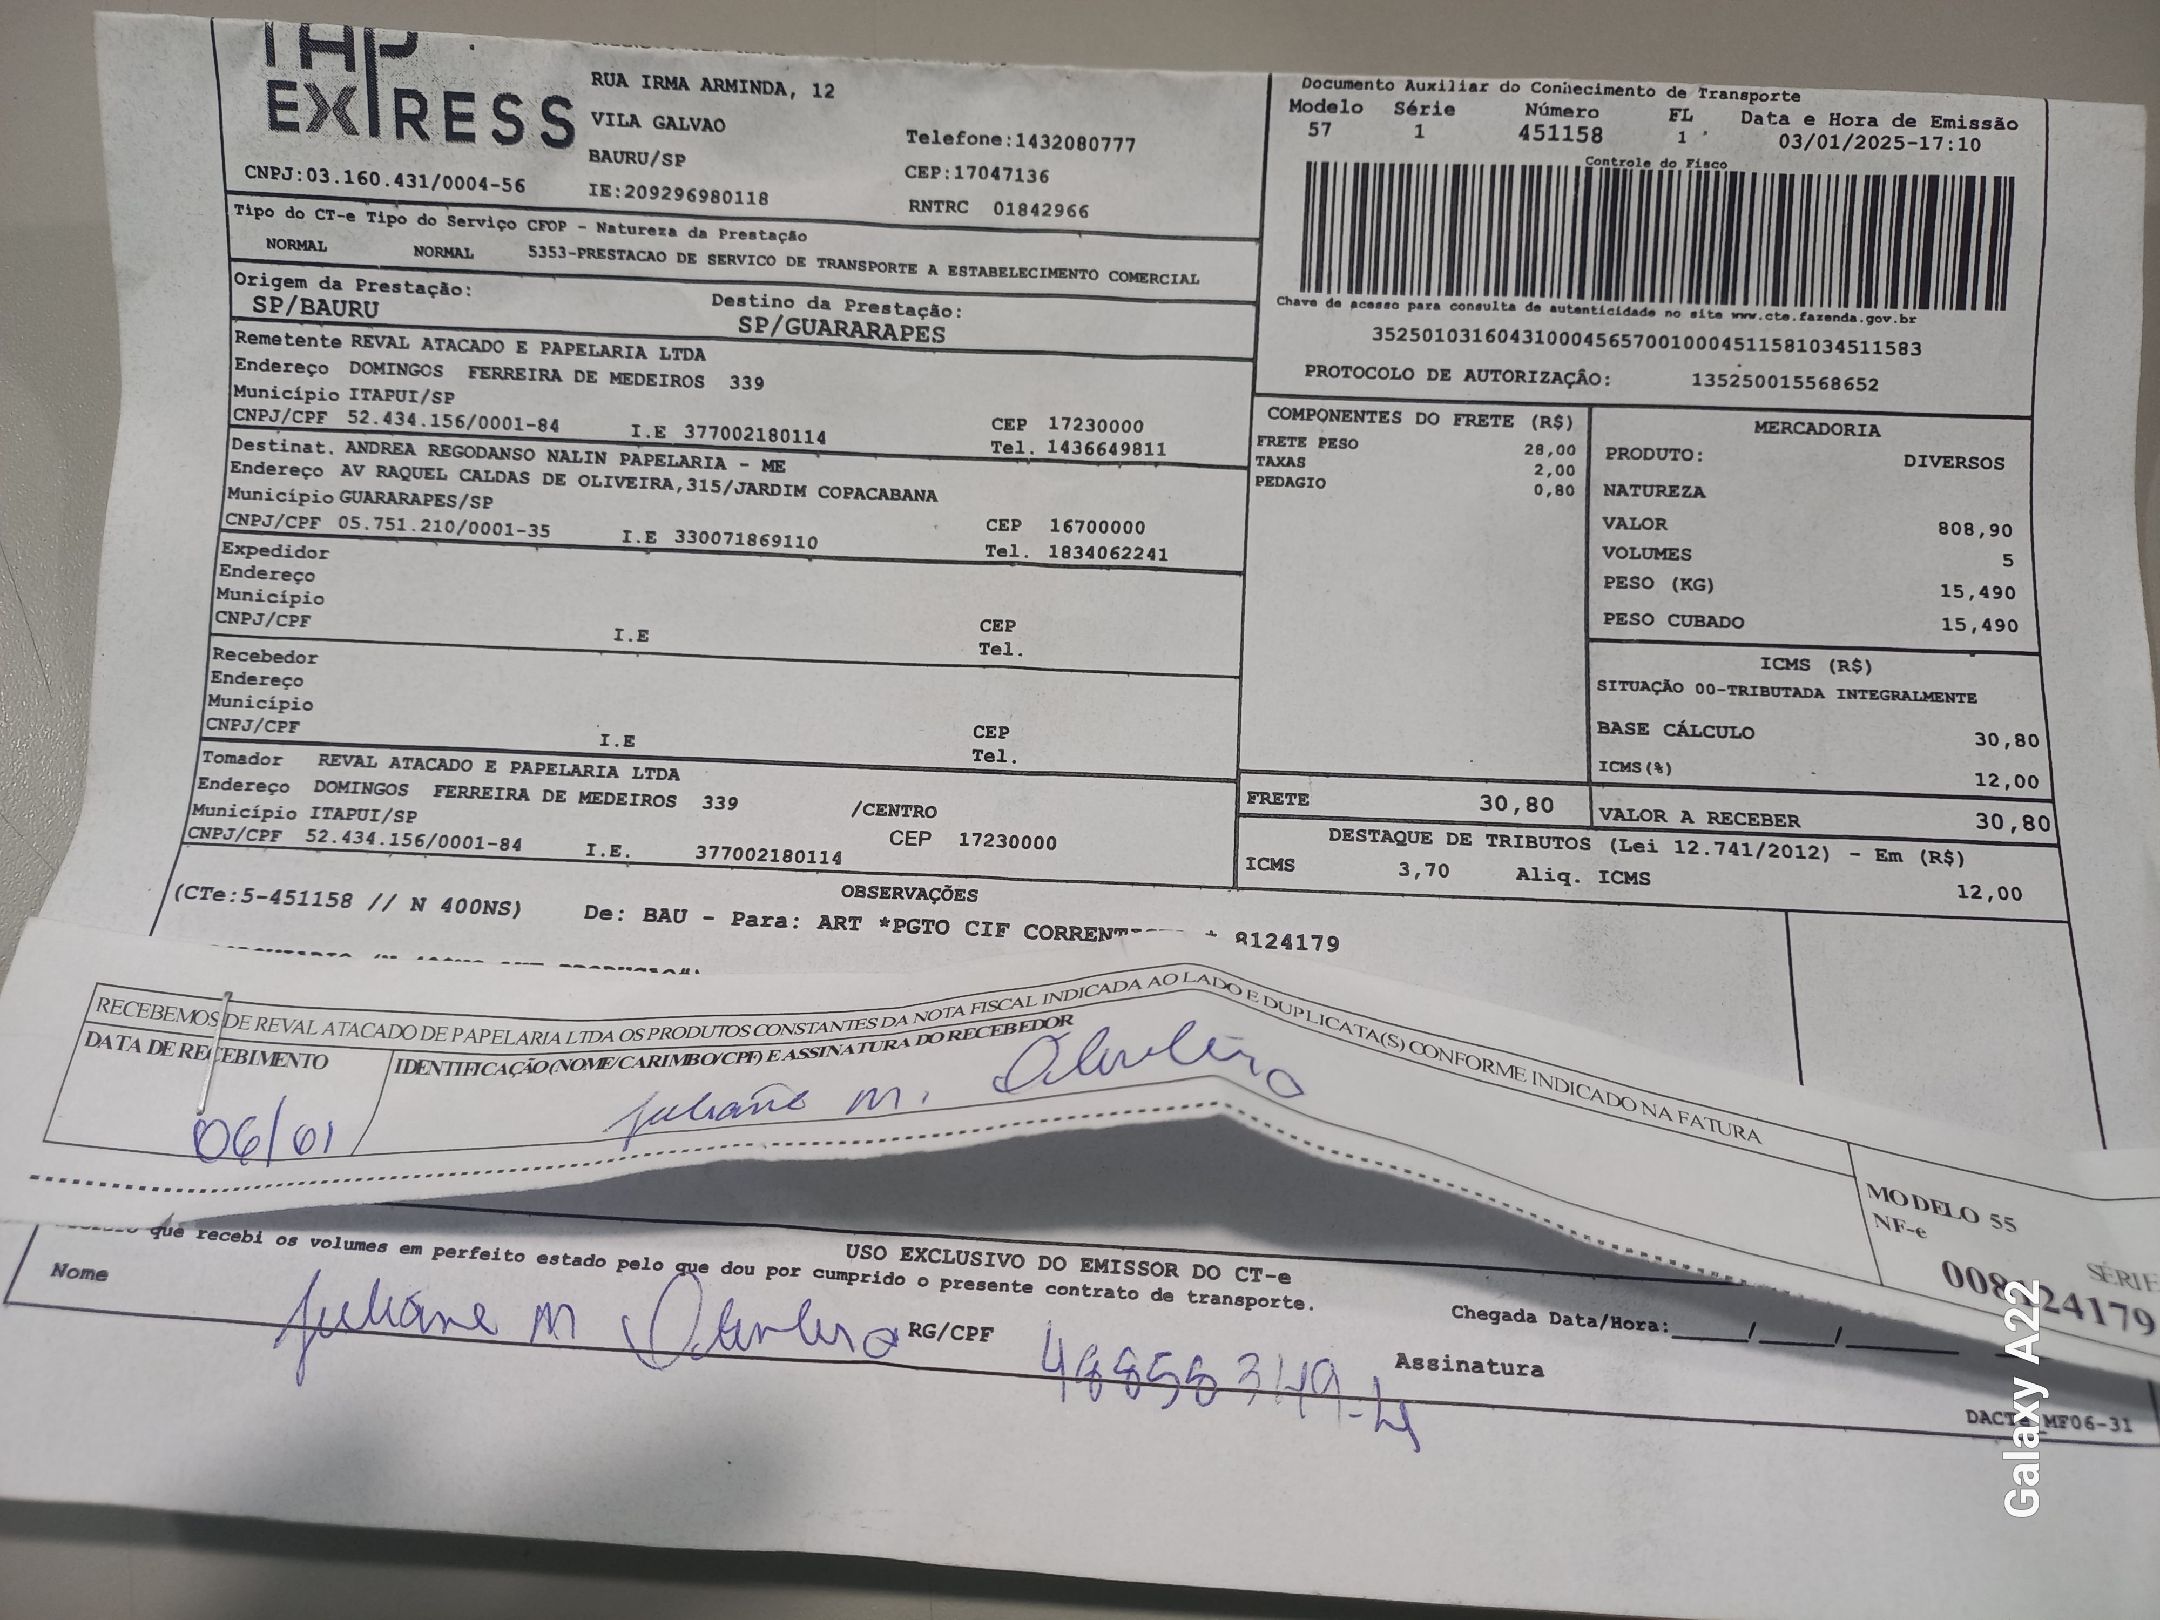 TAP
EXPRESS
RUA IRMA ARMINDA, 12
VILA GALVAO
BAURU/SP
Telefone:1432080777
CEP:17047136
CNPJ:03.160.431/0004-56
IE:209296980118
RNTRC 01842966
Documento Auxiliar do Conhecimento de Transporte
Modelo Série Número FL Data e Hora de Emissão
57 1 451158 1 03/01/2025-17:10
Controle do Fisco
Chave de acesso para consulta de autenticidade no site www.cte.fazenda.gov.br
35250103160431000456570010004511581034511583
PROTOCOLO DE AUTORIZAÇÃO: 135250015568652
Tipo do CT-e Tipo do Serviço CFOP - Natureza da Prestação
NORMAL NORMAL 5353-PRESTACAO DE SERVICO DE TRANSPORTE A ESTABELECIMENTO COMERCIAL
Origem da Prestação: Destino da Prestação:
SP/BAURU SP/GUARARAPES
Remetente REVAL ATACADO E PAPELARIA LTDA
Endereço DOMINGOS FERREIRA DE MEDEIROS 339
Município ITAPUI/SP CEP 17230000
CNPJ/CPF 52.434.156/0001-84 I.E 377002180114 Tel. 1436649811
Destinat. ANDREA REGODANSO NALIN PAPELARIA - ME
Endereço AV RAQUEL CALDAS DE OLIVEIRA,315/JARDIM COPACABANA
Município GUARARAPES/SP CEP 16700000
CNPJ/CPF 05.751.210/0001-35 I.E 330071869110 Tel. 1834062241
Expedidor
Endereço
Município CEP
CNPJ/CPF I.E Tel.
Recebedor
Endereço
Município CEP
CNPJ/CPF I.E Tel.
Tomador REVAL ATACADO E PAPELARIA LTDA
Endereço DOMINGOS FERREIRA DE MEDEIROS 339 /CENTRO
Município ITAPUI/SP CEP 17230000
CNPJ/CPF 52.434.156/0001-84 I.E. 377002180114
COMPONENTES DO FRETE (R$)
FRETE PESO 28,00
TAXAS 2,00
PEDAGIO 0,80
MERCADORIA
PRODUTO: DIVERSOS
NATUREZA
VALOR 808,90
VOLUMES 5
PESO (KG) 15,490
PESO CUBADO 15,490
ICMS (R$)
SITUAÇÃO 00-TRIBUTADA INTEGRALMENTE
BASE CÁLCULO 30,80
ICMS(%) 12,00
FRETE 30,80 VALOR A RECEBER 30,80
DESTAQUE DE TRIBUTOS (Lei 12.741/2012) - Em (R$)
ICMS 3,70 Aliq. ICMS 12,00
OBSERVAÇÕES
(CTe:5-451158 // N 400NS) De: BAU - Para: ART *PGTO CIF 8124179
RECEBEMOS DE REVAL ATACADO DE PAPELARIA LTDA OS PRODUTOS CONSTANTES DA NOTA FISCAL INDICADA AO LADO E DUPLICATA(S) CONFORME INDICADO NA FATURA
DATA DE RECEBIMENTO IDENTIFICAÇÃO(NOME/CARIMBO/CPF) E ASSINATURA DO RECEBEDOR
06/01 Juliane M. Oliveira
MODELO 55
NF-e
SÉRIE
24179
USO EXCLUSIVO DO EMISSOR DO CT-e
que recebi os volumes em perfeito estado pelo que dou por cumprido o presente contrato de transporte.
Nome Juliane M Oliveira RG/CPF
Chegada Data/Hora:____/____/______
Assinatura
MF06-31
Galaxy A22